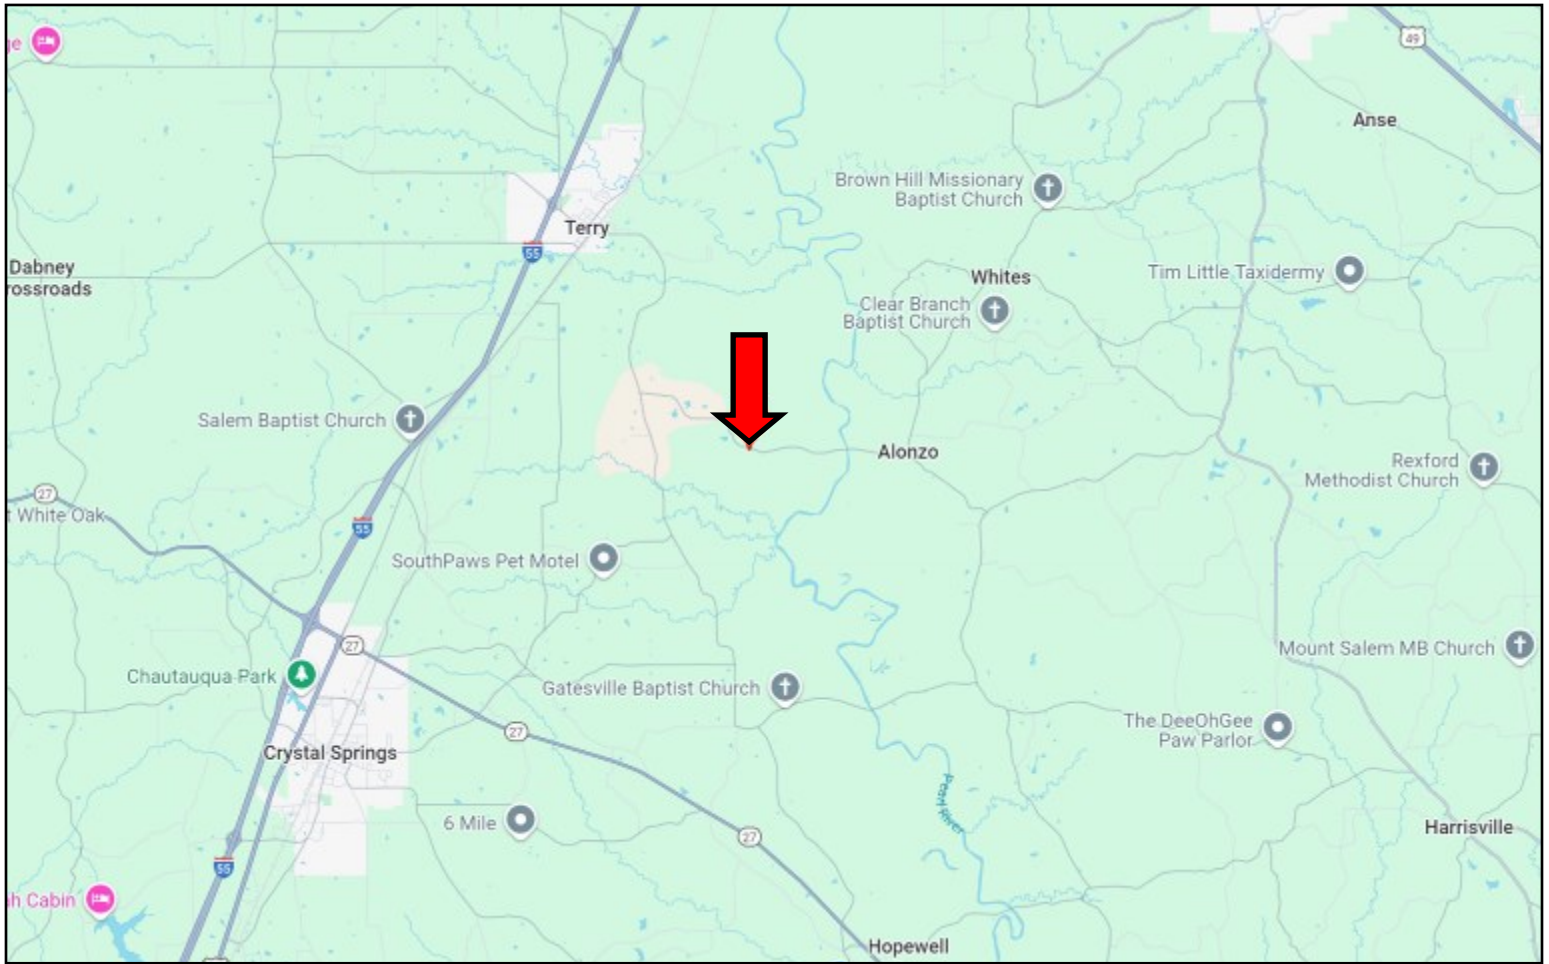 ge
49
Anse
Brown Hill Missionary
Baptist Church
Terry
55
Dabney
rossroads
Whites
Tim Little Taxidermy
Clear Branch
Baptist Church
Salem Baptist Church
Alonzo
Rexford
Methodist Church
27
t White Oak
55
SouthPaws Pet Motel
27
Mount Salem MB Church
Chautauqua Park
Gatesville Baptist Church
27
The DeeOhGee
Paw Parlor
Crystal Springs
Pearl River
6 Mile
27
Harrisville
55
ah Cabin
Hopewell